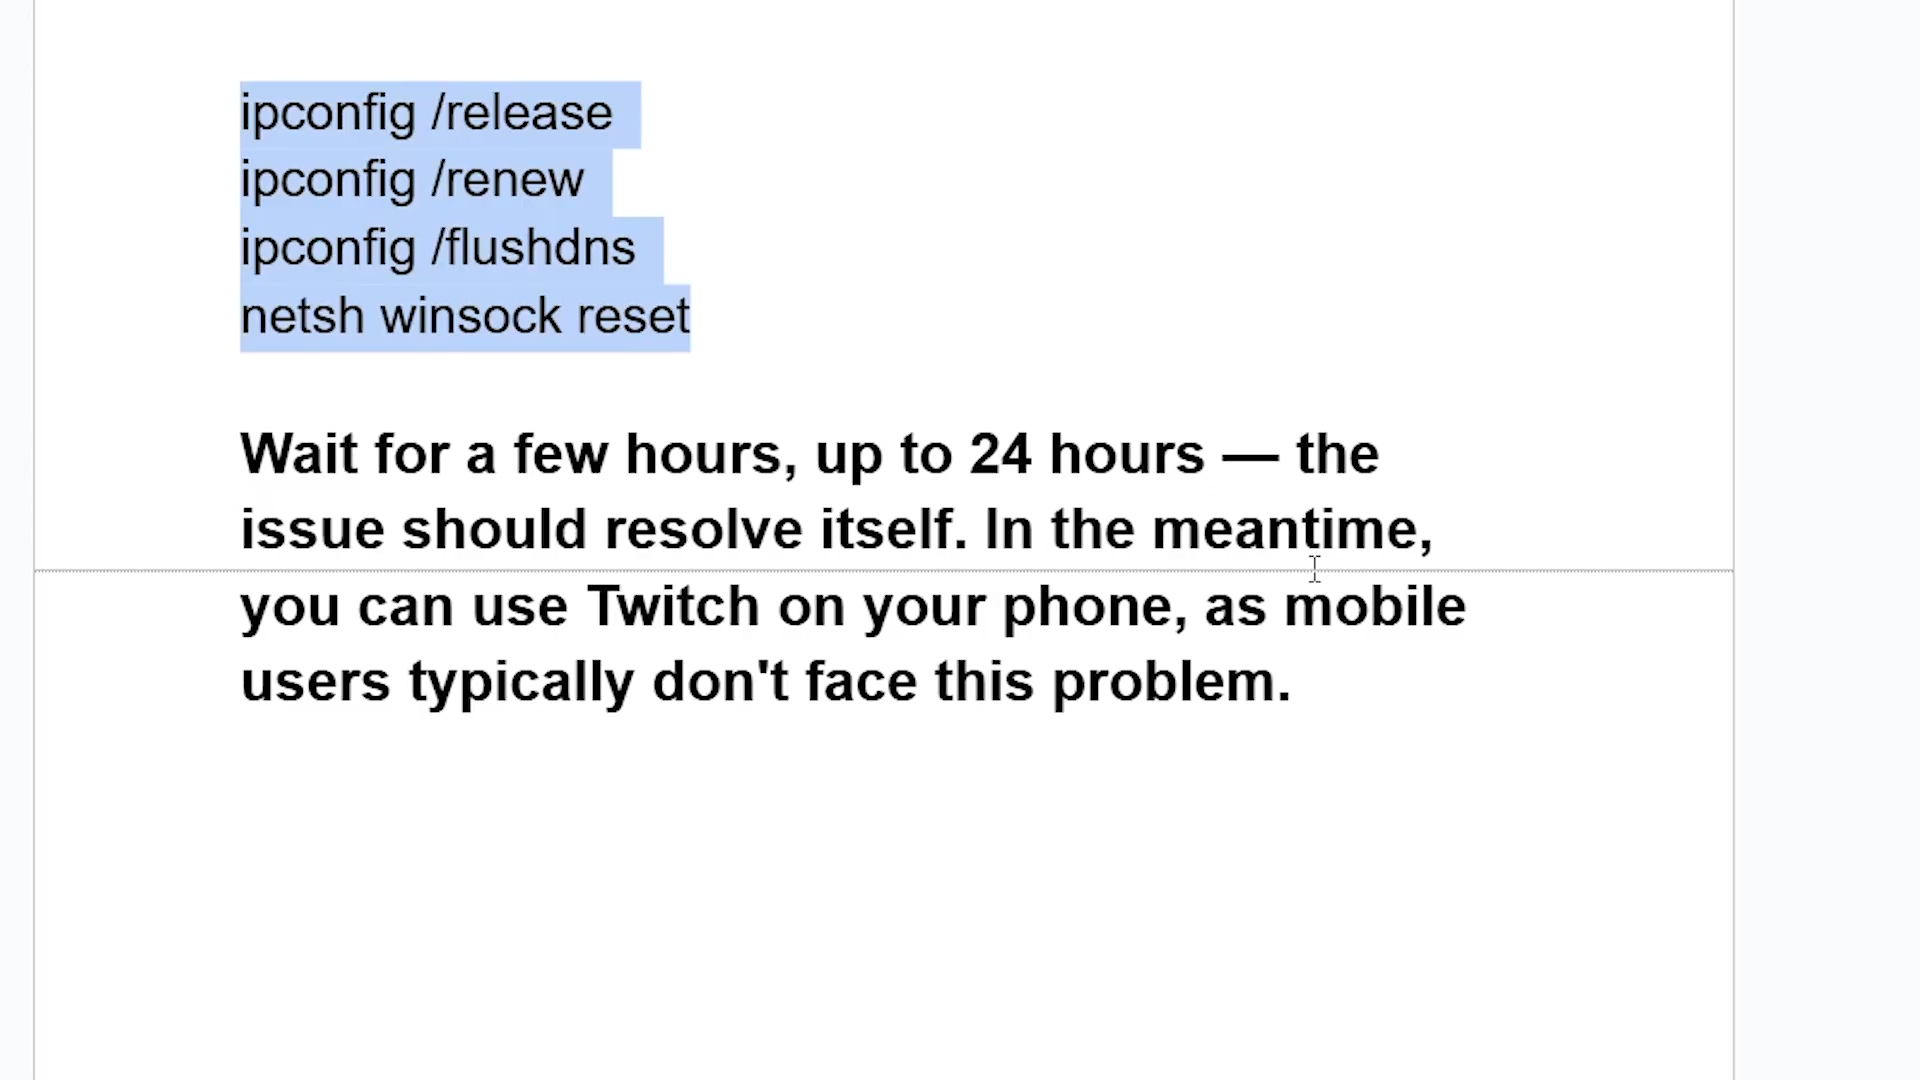 ipconfig /release
ipconfig /renew
ipconfig /flushdns
netsh winsock reset
Wait for a few hours, up to 24 hours — the
issue should resolve itself. In the meantime,
you can use Twitch on your phone, as mobile
users typically don't face this problem.